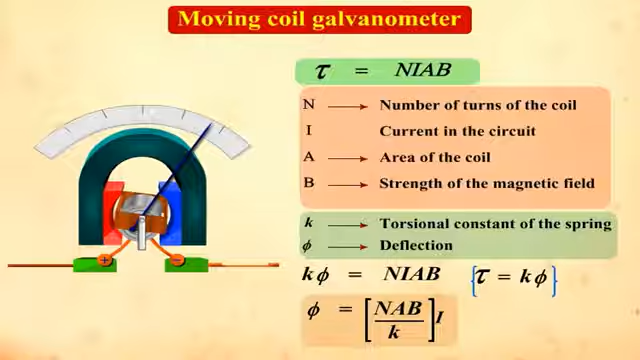 Moving coil galvanometer
τ = NIAB
N → Number of turns of the coil
I Current in the circuit
A → Area of the coil
B → Strength of the magnetic field
k → Torsional constant of the spring
ϕ → Deflection
kϕ = NIAB {τ = kϕ}
ϕ = [NAB/k]I
+ −